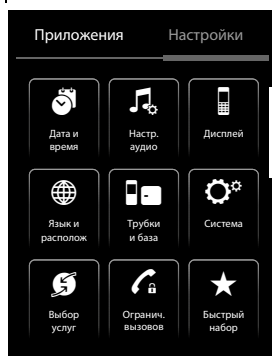 Приложения Настройки
Дата и Настр. Дисплей
время аудио
Язык и Трубки Система
располож и база
Выбор Огранич. Быстрый
услуг вызовов набор